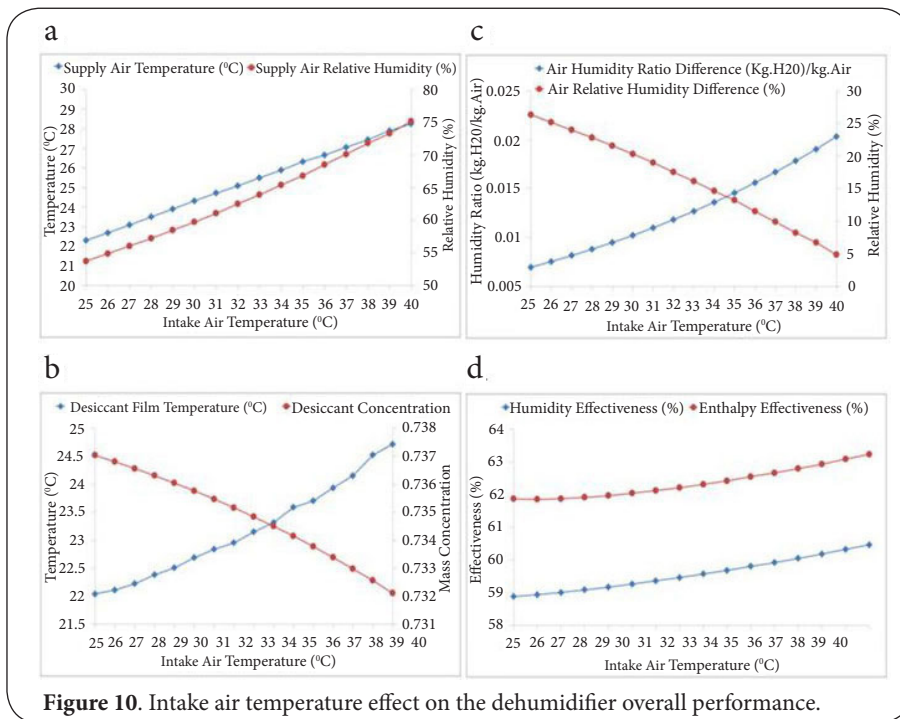 a
Supply Air Temperature (⁰C) Supply Air Relative Humidity (%)
30
29
28
27
26
25
24
23
22
21
20
Temperature (⁰C)
80
75
70
65
60
55
50
Relative Humidity (%)
25 26 27 28 29 30 31 32 33 34 35 36 37 38 39 40
Intake Air Temperature (⁰C)
c
Air Humidity Ratio Difference (Kg.H20)/kg.Air
Air Relative Humidity Difference (%)
0.025
0.02
0.015
0.01
0.005
Humidity Ratio (kg.H20/kg.Air)
30
25
20
15
10
5
0
Relative Humidity (%)
25 26 27 28 29 30 31 32 33 34 35 36 37 38 39 40
Intake Air Temperature (⁰C)
b
Desiccant Film Temperature (⁰C) Desiccant Concentration
25
24.5
24
23.5
23
22.5
22
21.5
Temperature (⁰C)
0.738
0.737
0.736
0.735
0.734
0.733
0.732
0.731
Mass Concentration
25 26 27 28 29 30 31 32 33 34 35 36 37 38 39 40
Intake Air Temperature (⁰C)
d
Humidity Effectiveness (%) Enthalpy Effectiveness (%)
64
63
62
61
60
59
58
Effectiveness (%)
25 26 27 28 29 30 31 32 33 34 35 36 37 38 39 40
Intake Air Temperature (⁰C)
Figure 10. Intake air temperature effect on the dehumidifier overall performance.